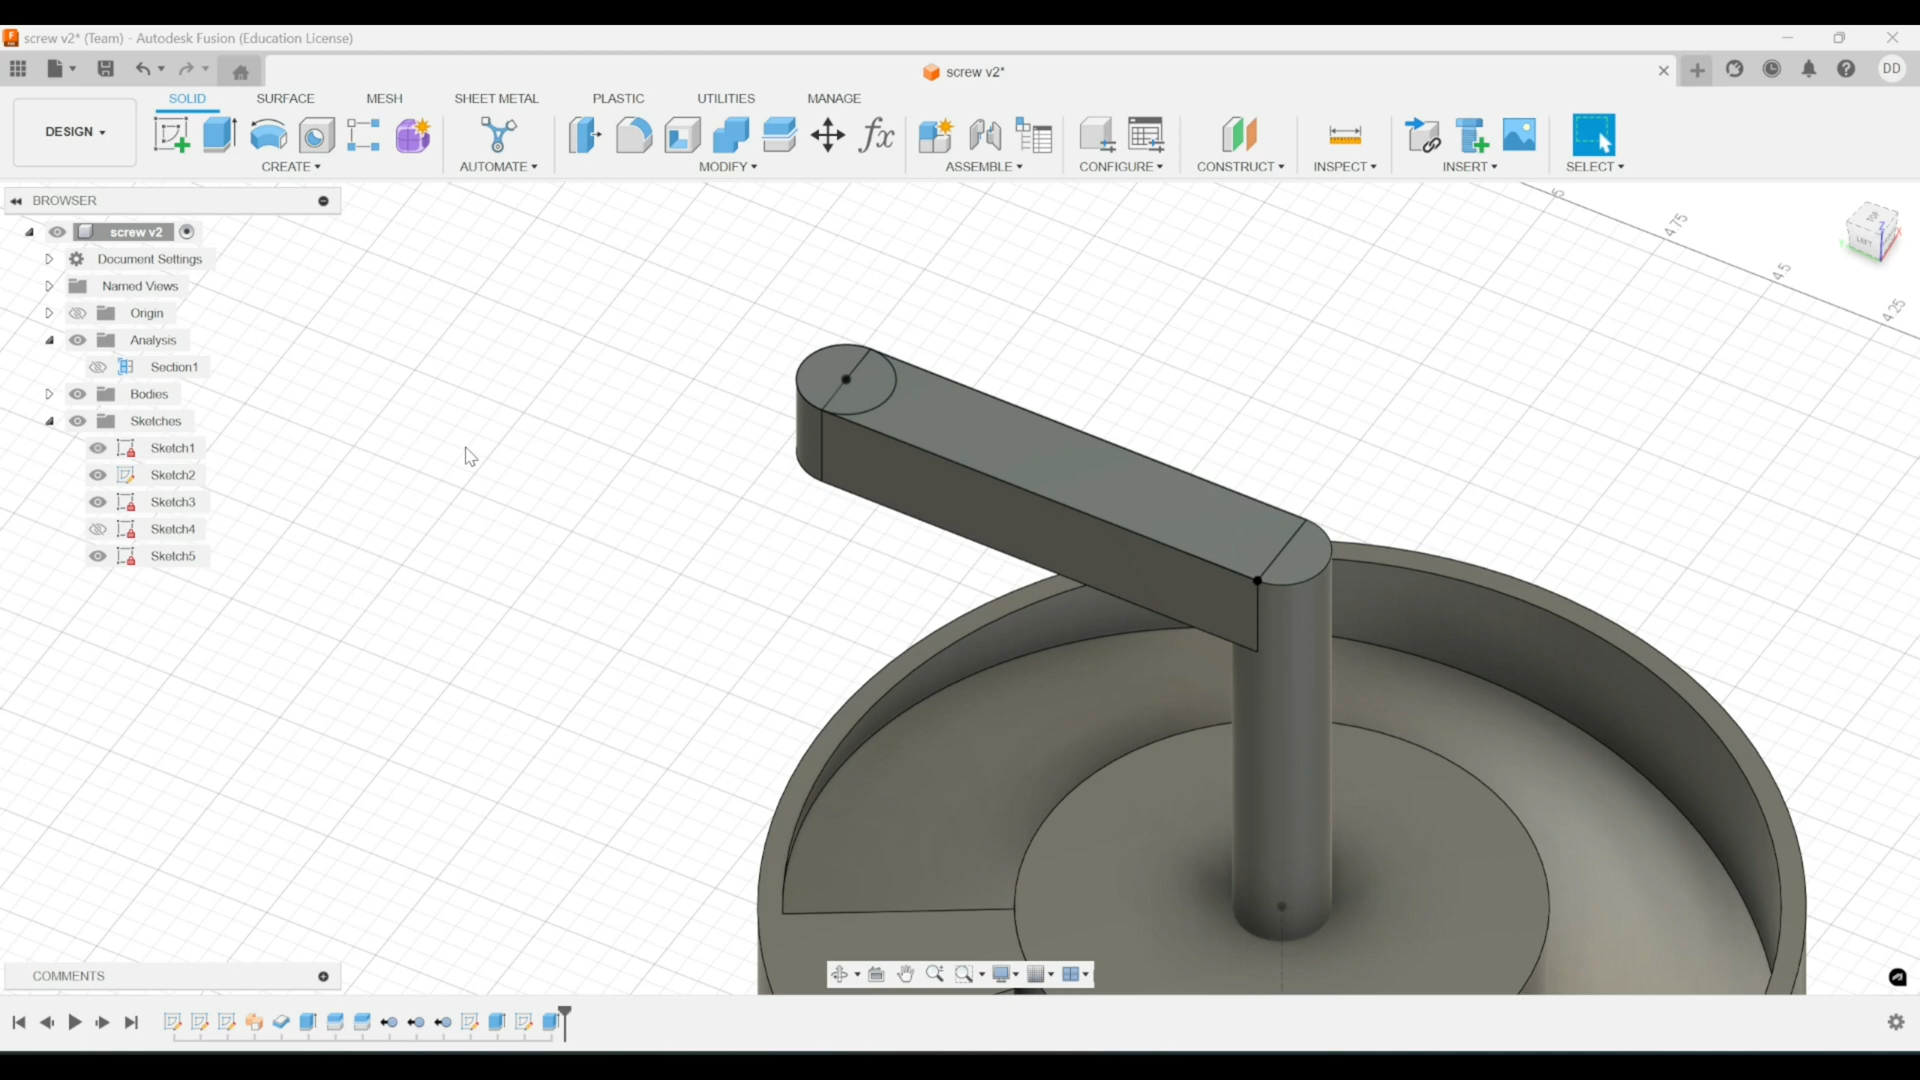 screw v2* (Team) - Autodesk Fusion (Education License)
screw v2*
DD
DESIGN
SOLID SURFACE MESH SHEET METAL PLASTIC UTILITIES MANAGE
CREATE AUTOMATE MODIFY ASSEMBLE CONFIGURE CONSTRUCT INSPECT INSERT SELECT
BROWSER
screw v2
Document Settings
Named Views
Origin
Analysis
Section1
Bodies
Sketches
Sketch1
Sketch2
Sketch3
Sketch4
Sketch5
5
4.75
4.5
4.25
TOP
LEFT
Z
X
COMMENTS